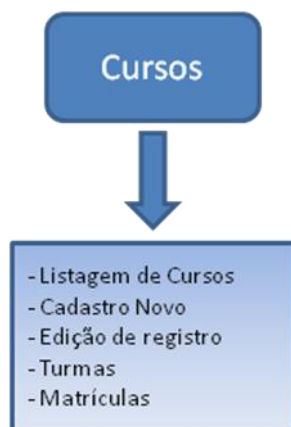 Cursos
- Listagem de Cursos
- Cadastro Novo
- Edição de registro
- Turmas
- Matrículas